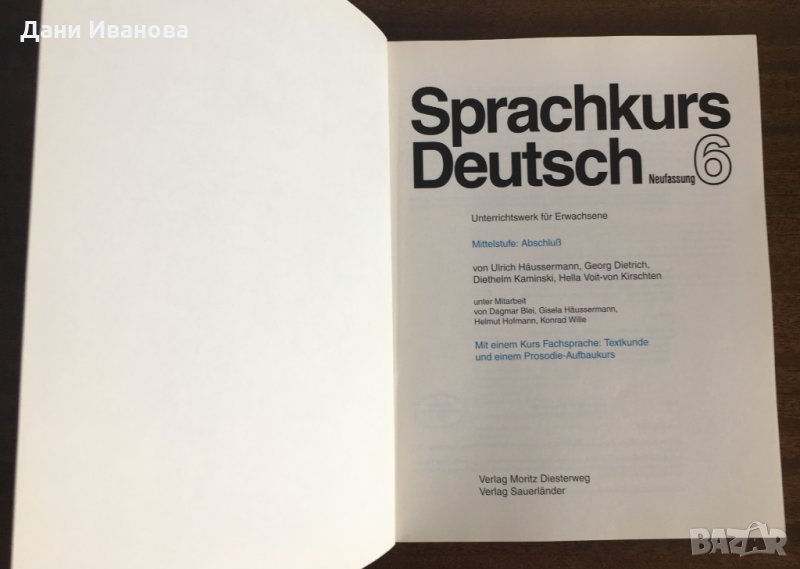 Дани Иванова
Sprachkurs
Deutsch Neufassung 6
Unterrichtswerk für Erwachsene
Mittelstufe: Abschluß
von Ulrich Häussermann, Georg Dietrich,
Diethelm Kaminski, Hella Voit-von Kirschten
unter Mitarbeit
von Dagmar Blei, Gisela Häussermann,
Helmut Hofmann, Konrad Wille
Mit einem Kurs Fachsprache: Textkunde
und einem Prosodie-Aufbaukurs
Verlag Moritz Diesterweg
Verlag Sauerländer
BAZAR